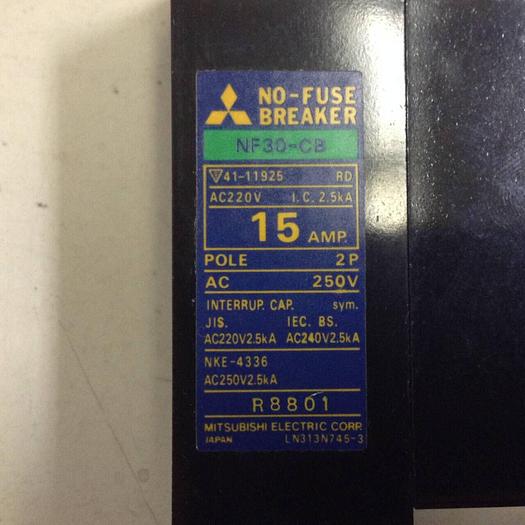 NO-FUSE
BREAKER
NF30-CB
41-11925 RD
AC220V I.C. 2.5kA
15 AMP.
POLE 2P
AC 250V
INTERRUP. CAP. sym.
JIS. IEC. BS.
AC220V2.5kA AC240V2.5kA
NKE-4336
AC250V2.5kA
R8801
MITSUBISHI ELECTRIC CORP.
JAPAN LN313N745-3